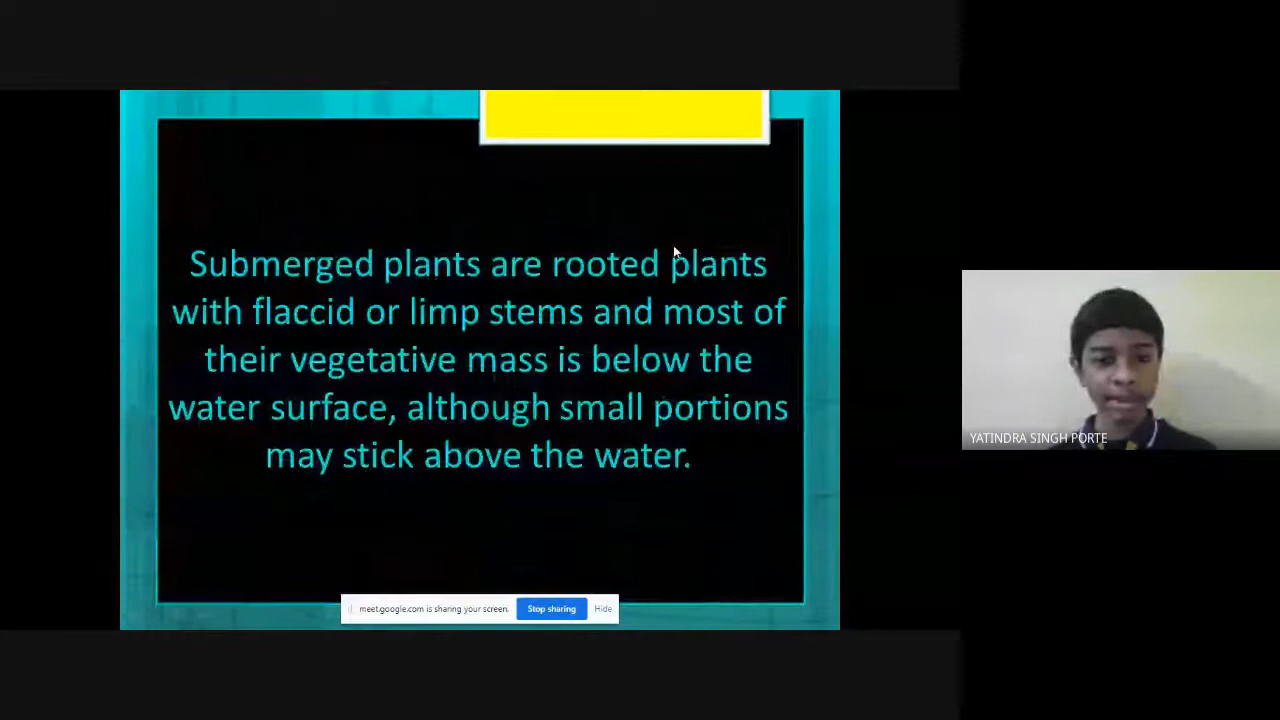 Submerged plants are rooted plants
with flaccid or limp stems and most of
their vegetative mass is below the
water surface, although small portions
may stick above the water.
YATINDRA SINGH PORTE
meet.google.com is sharing your screen. Stop sharing Hide